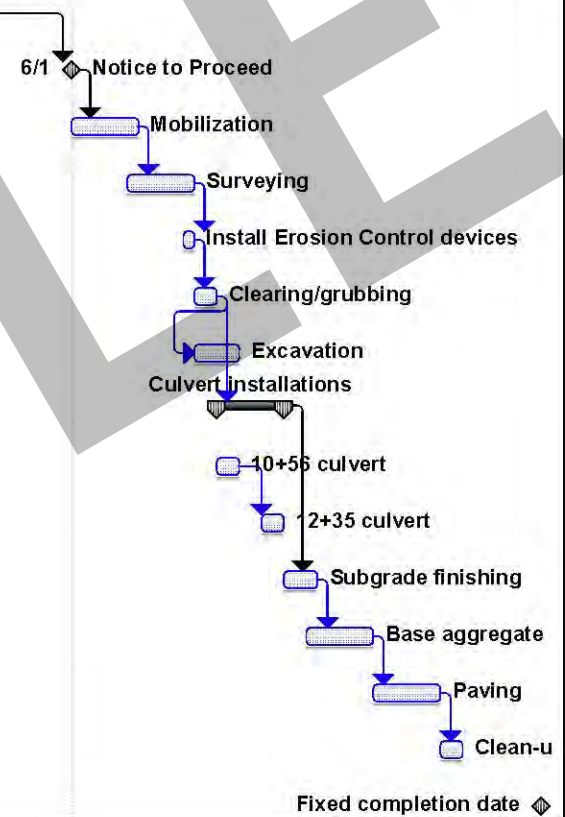 6/1 Notice to Proceed
Mobilization
Surveying
Install Erosion Control devices
Clearing/grubbing
Excavation
Culvert installations
10+56 culvert
12+35 culvert
Subgrade finishing
Base aggregate
Paving
Clean-u
Fixed completion date